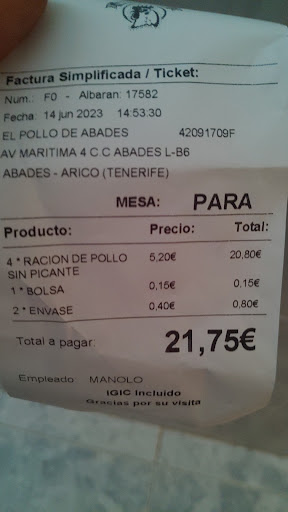 Factura Simplificada / Ticket:
Num.: F0 - Albaran: 17582
Fecha: 14 jun 2023 14:53:30
EL POLLO DE ABADES 42091709F
AV MARITIMA 4 C.C ABADES L-B6
ABADES - ARICO (TENERIFE)
MESA: PARA
Producto: Precio: Total:
4 * RACION DE POLLO 5,20€ 20,80€
SIN PICANTE
1 * BOLSA 0,15€ 0,15€
2 * ENVASE 0,40€ 0,80€
Total a pagar: 21,75€
Empleado MANOLO
IGIC Incluido
Gracias por su visita